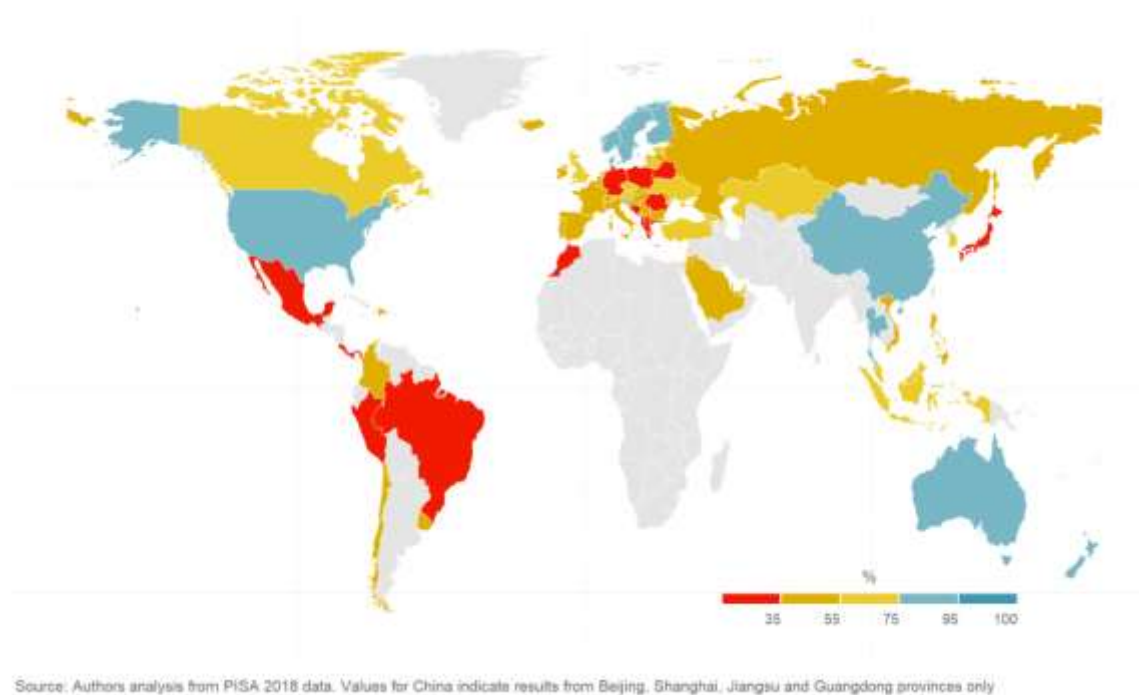 %
35 55 75 95 100
Source: Authors analysis from PISA 2018 data. Values for China indicate results from Beijing, Shanghai, Jiangsu and Guangdong provinces only